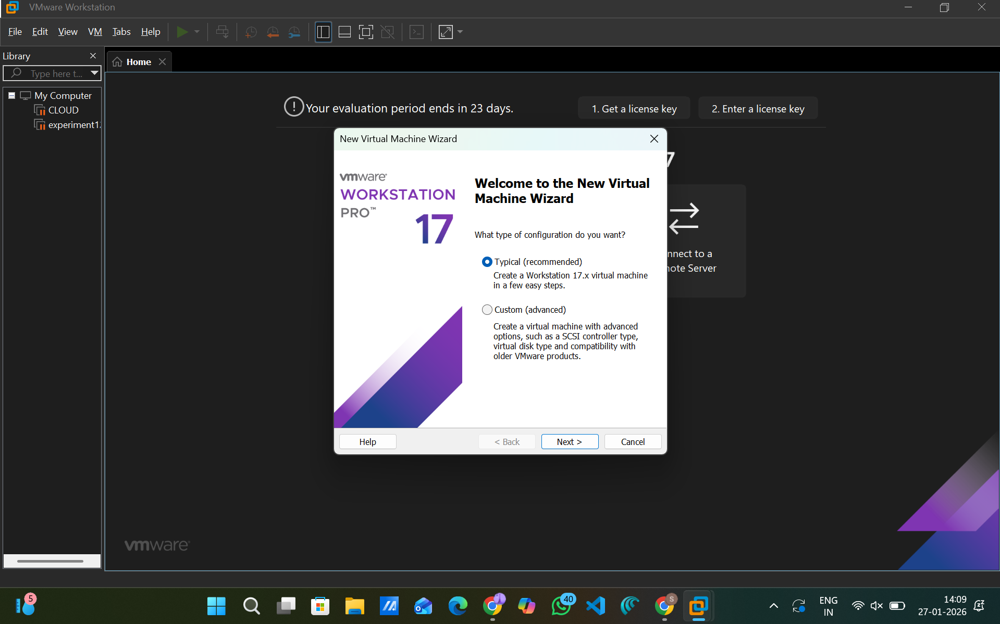 VMware Workstation
File Edit View VM Tabs Help
Library
Type here t...
Home
My Computer
CLOUD
experiment1
Your evaluation period ends in 23 days.
1. Get a license key
2. Enter a license key
New Virtual Machine Wizard
vmware
WORKSTATION
PRO™
17
Welcome to the New Virtual
Machine Wizard
What type of configuration do you want?
Typical (recommended)
Create a Workstation 17.x virtual machine
in a few easy steps.
Custom (advanced)
Create a virtual machine with advanced
options, such as a SCSI controller type,
virtual disk type and compatibility with
older VMware products.
Help
< Back
Next >
Cancel
7
nnect to a
note Server
vmware
5
40
S
ENG
IN
14:09
27-01-2026